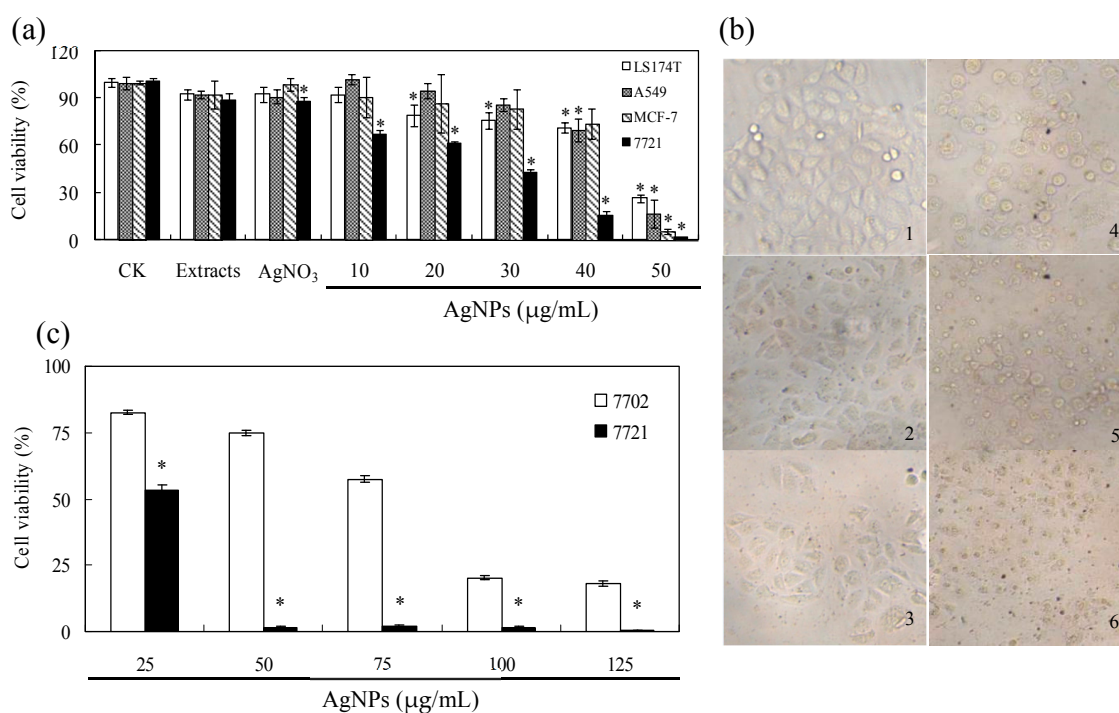 (a)
120
90
60
30
0
Cell viability (%)
LS174T
A549
MCF-7
7721
* * * * * * * * * * * * * *
CK Extracts AgNO₃ 10 20 30 40 50
AgNPs (μg/mL)
(b)
1
2
3
4
5
6
(c)
100
75
50
25
0
Cell viability (%)
7702
7721
* * * * *
25 50 75 100 125
AgNPs (μg/mL)